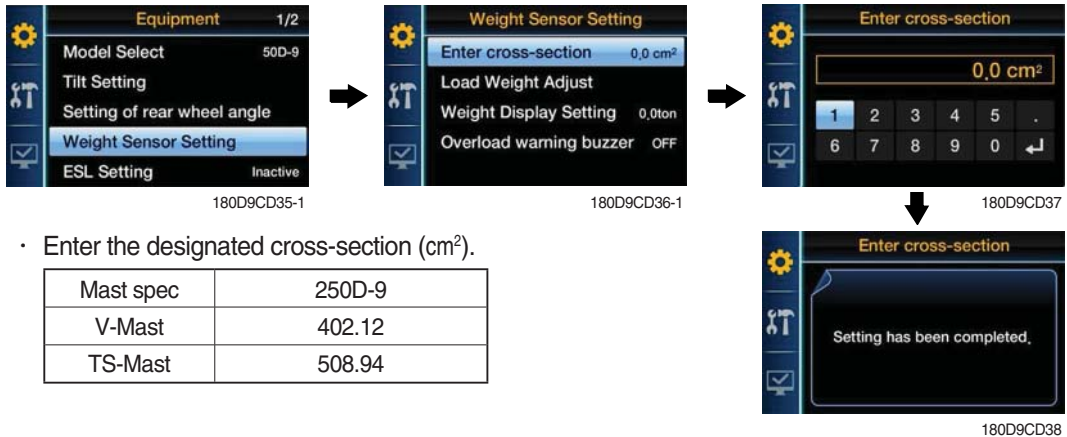 Equipment 1/2
Model Select 50D-9
Tilt Setting
Setting of rear wheel angle
Weight Sensor Setting
ESL Setting Inactive
180D9CD35-1
Weight Sensor Setting
Enter cross-section 0.0 cm²
Load Weight Adjust
Weight Display Setting 0.0ton
Overload warning buzzer OFF
180D9CD36-1
Enter cross-section
0.0 cm²
1 2 3 4 5 .
6 7 8 9 0 ↵
180D9CD37
· Enter the designated cross-section (cm²).
Mast spec 250D-9
V-Mast 402.12
TS-Mast 508.94
Enter cross-section
Setting has been completed.
180D9CD38